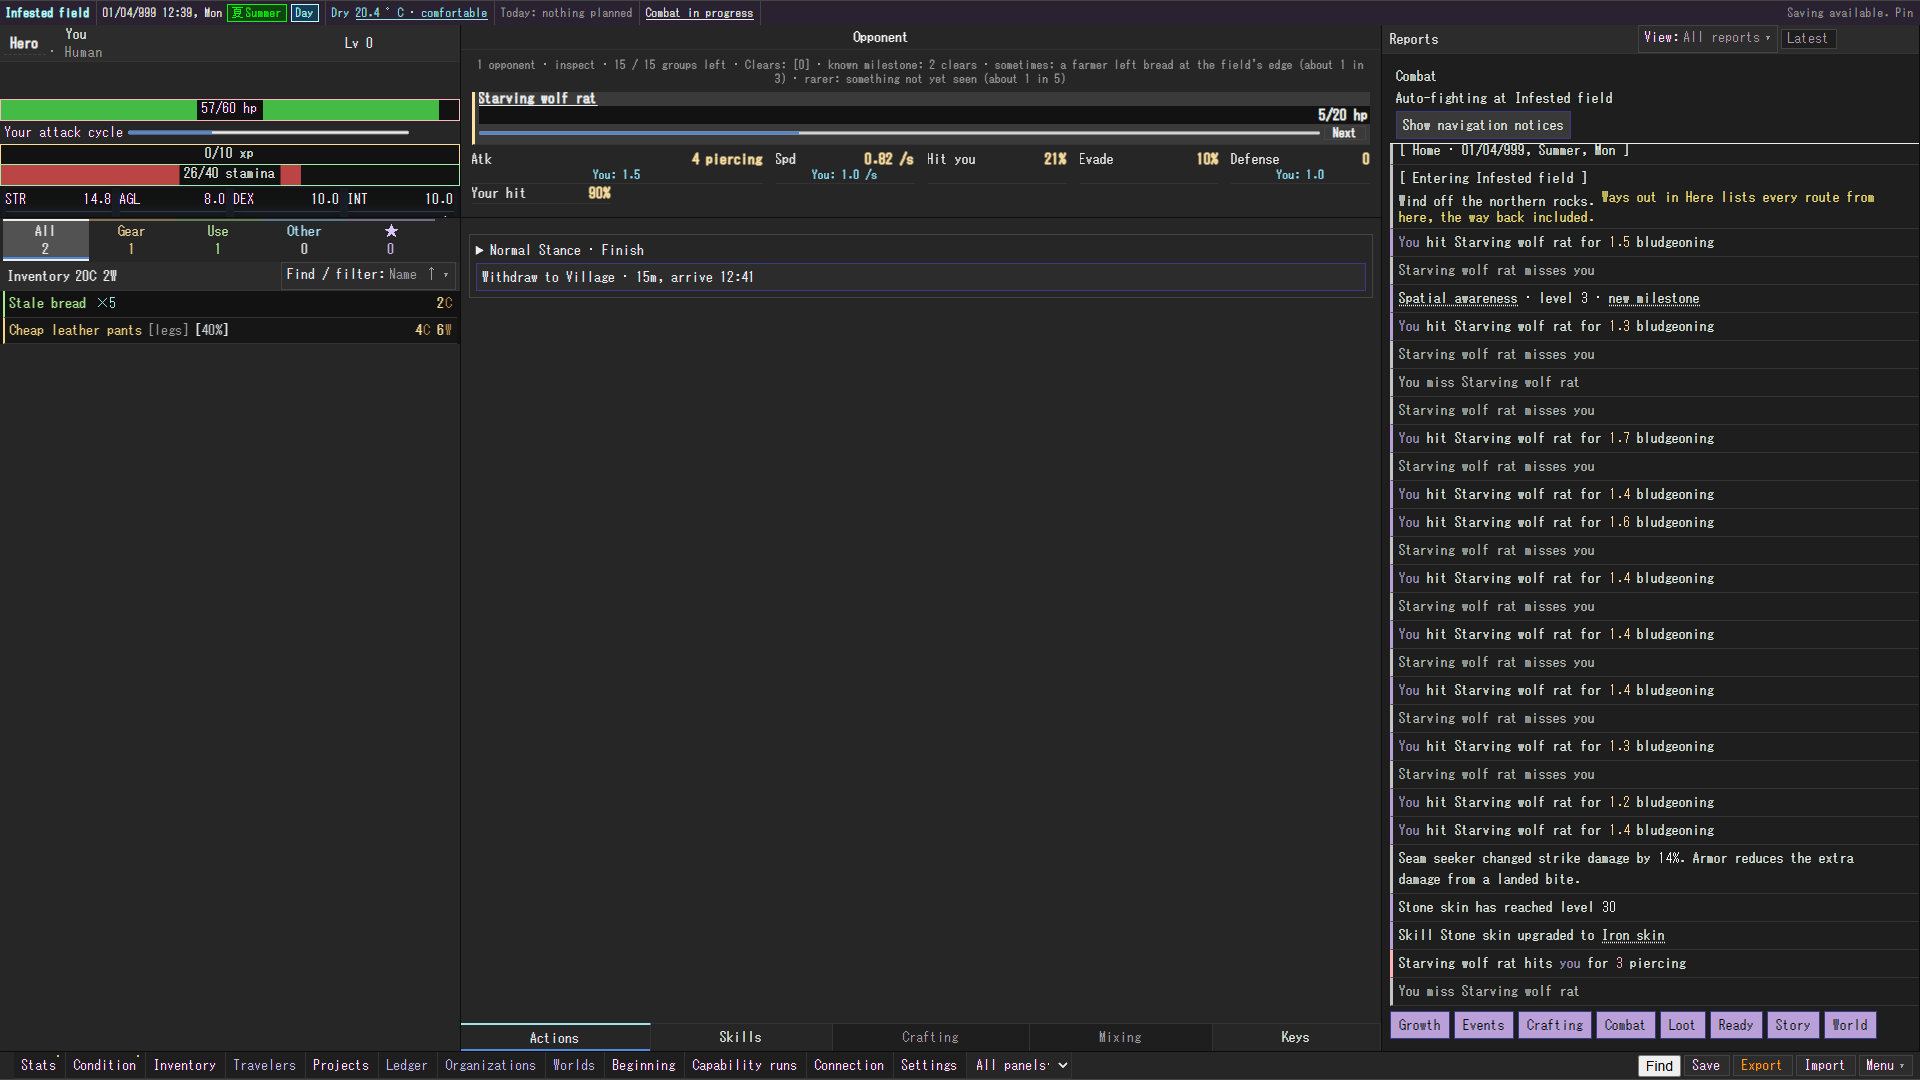 Infested field 01/04/999 12:39, Mon 夏Summer Day Dry 20.4°C · comfortable Today: nothing planned Combat in progress Saving available. Pin
Hero · You Human Lv 0
57/60 hp
Your attack cycle
0/10 xp
26/40 stamina
STR 14.8 AGL 8.0 DEX 10.0 INT 10.0
All 2 Gear 1 Use 1 Other 0 ★ 0
Inventory 20C 2W Find / filter: Name ↑ ▾
Stale bread ×5 2C
Cheap leather pants [legs] [40%] 4C 6W
Opponent
1 opponent · inspect · 15 / 15 groups left · Clears: [0] · known milestone: 2 clears · sometimes: a farmer left bread at the field's edge (about 1 in
3) · rarer: something not yet seen (about 1 in 5)
Starving wolf rat
5/20 hp
Next
Atk 4 piercing Spd 0.82 /s Hit you 21% Evade 10% Defense 0
You: 1.5 You: 1.0 /s You: 1.0
Your hit 90%
▶ Normal Stance · Finish
Withdraw to Village · 15m, arrive 12:41
Actions Skills Crafting Mixing Keys
Reports View: All reports ▾ Latest
Combat
Auto-fighting at Infested field
Show navigation notices
[ Home · 01/04/999, Summer, Mon ]
[ Entering Infested field ]
Wind off the northern rocks. Ways out in Here lists every route from
here, the way back included.
You hit Starving wolf rat for 1.5 bludgeoning
Starving wolf rat misses you
Spatial awareness · level 3 · new milestone
You hit Starving wolf rat for 1.3 bludgeoning
Starving wolf rat misses you
You miss Starving wolf rat
Starving wolf rat misses you
You hit Starving wolf rat for 1.7 bludgeoning
Starving wolf rat misses you
You hit Starving wolf rat for 1.4 bludgeoning
You hit Starving wolf rat for 1.6 bludgeoning
Starving wolf rat misses you
You hit Starving wolf rat for 1.4 bludgeoning
Starving wolf rat misses you
You hit Starving wolf rat for 1.4 bludgeoning
Starving wolf rat misses you
You hit Starving wolf rat for 1.4 bludgeoning
Starving wolf rat misses you
You hit Starving wolf rat for 1.3 bludgeoning
Starving wolf rat misses you
You hit Starving wolf rat for 1.2 bludgeoning
You hit Starving wolf rat for 1.4 bludgeoning
Seam seeker changed strike damage by 14%. Armor reduces the extra
damage from a landed bite.
Stone skin has reached level 30
Skill Stone skin upgraded to Iron skin
Starving wolf rat hits you for 3 piercing
You miss Starving wolf rat
Growth Events Crafting Combat Loot Ready Story World
Stats Condition Inventory Travelers Projects Ledger Organizations Worlds Beginning Capability runs Connection Settings All panels Find Save Export Import Menu ▾